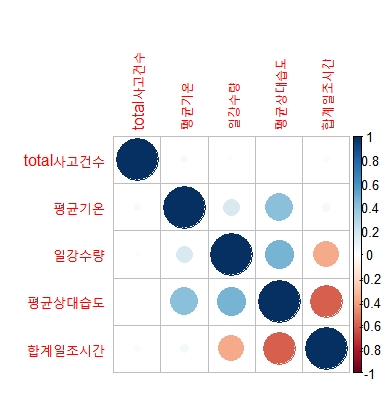 total사고건수
평균기온
일강수량
평균상대습도
합계일조시간
total사고건수
평균기온
일강수량
평균상대습도
합계일조시간
1
0.8
0.6
0.4
0.2
0
-0.2
-0.4
-0.6
-0.8
-1